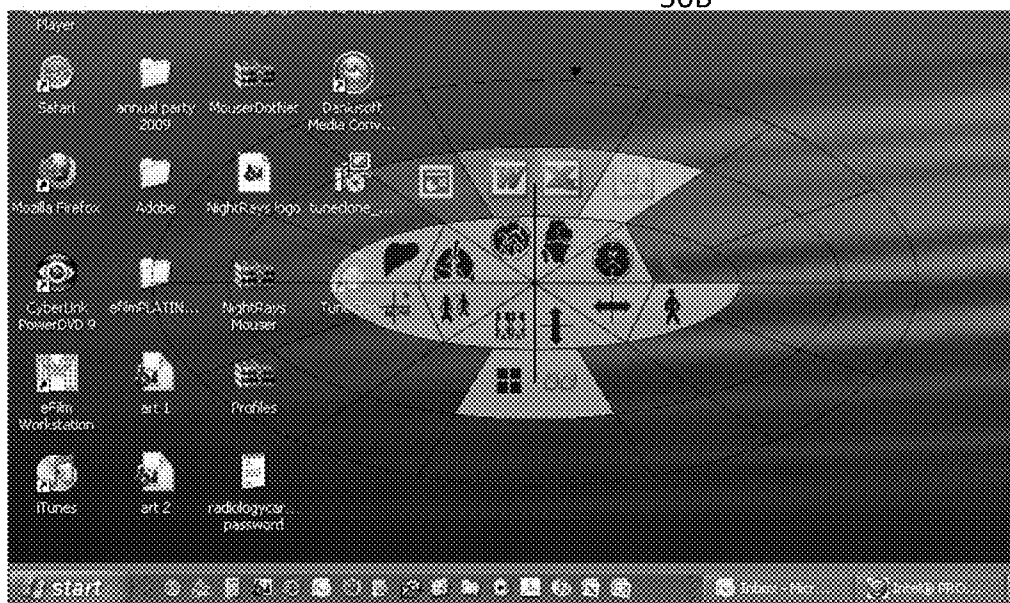 50B
Player
Safari
annual party
2009
MouserDotNet
Daniusoft
Media Conv...
Mozilla Firefox
Adobe
NightRays logo
tuneclone_...
CyberLink
PowerDVD 9
eFilmPLATIN...
NightRays
Mouser
eFilm
Workstation
art 1
Profiles
iTunes
art 2
radiologycar...
password
start